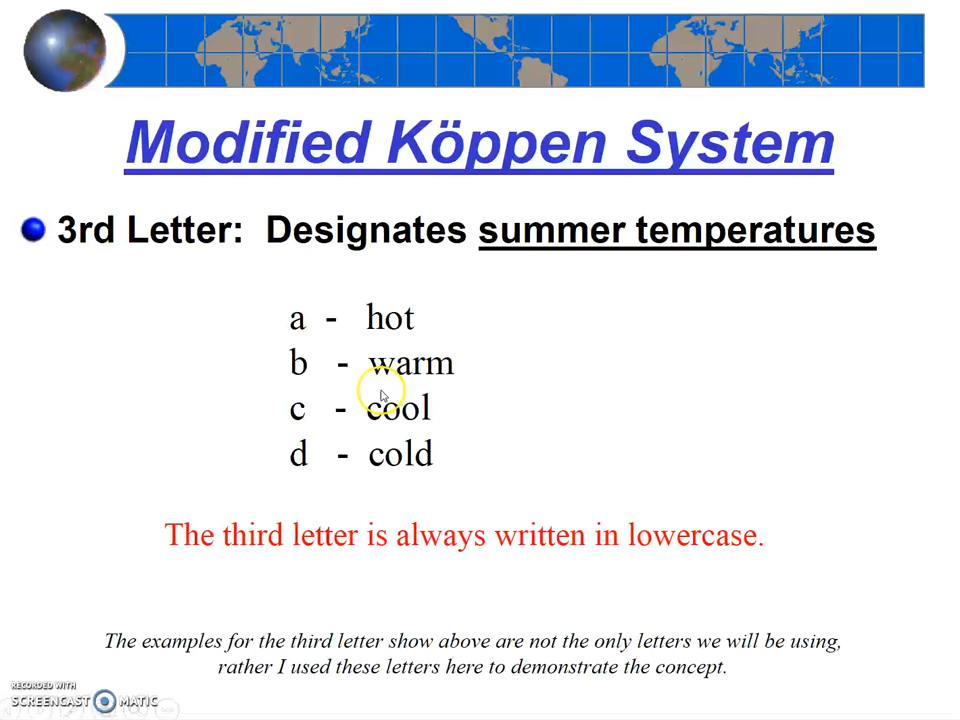 Modified Köppen System
3rd Letter: Designates summer temperatures
a - hot
b - warm
c - cool
d - cold
The third letter is always written in lowercase.
The examples for the third letter show above are not the only letters we will be using,
rather I used these letters here to demonstrate the concept.
RECORDED WITH
SCREENCAST MATIC